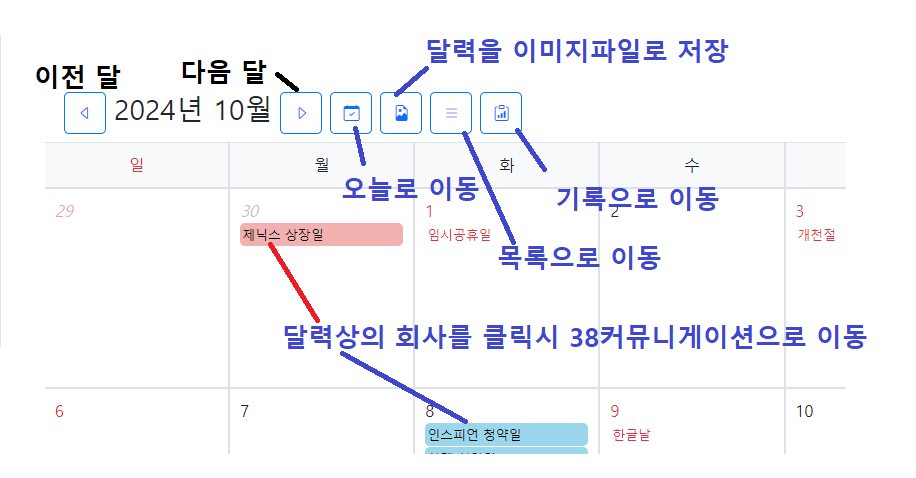 달력을 이미지파일로 저장
이전 달
다음 달
2024년 10월
일
월
화
수
오늘로 이동
기록으로 이동
29
30
1
2
3
제닉스 상장일
임시공휴일
개천절
목록으로 이동
달력상의 회사를 클릭시 38커뮤니게이션으로 이동
6
7
8
9
10
인스피언 청약일
한글날